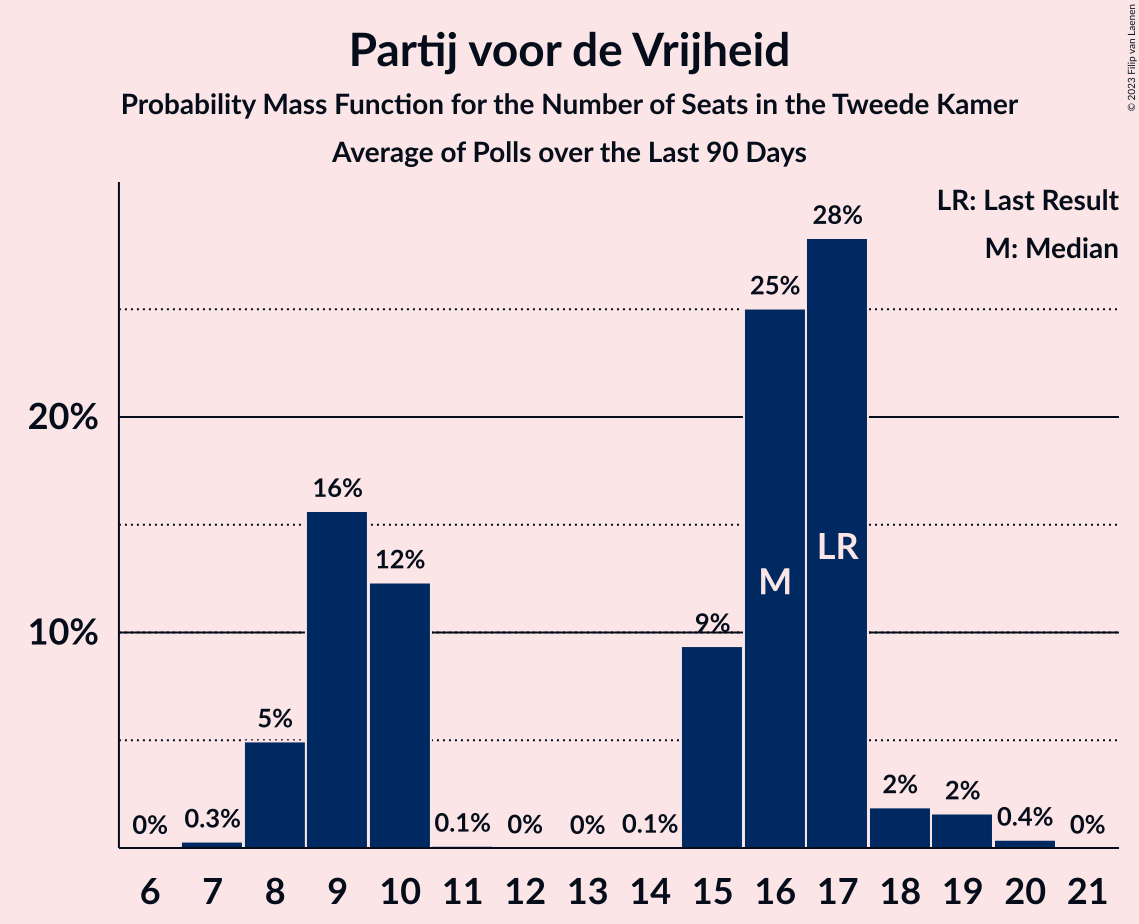 Partij voor de Vrijheid
Probability Mass Function for the Number of Seats in the Tweede Kamer
Average of Polls over the Last 90 Days
© 2023 Filip van Laenen
LR: Last Result
M: Median
20%
10%
0% 0.3% 5% 16% 12% 0.1% 0% 0% 0.1% 9% 25% 28% 2% 2% 0.4% 0%
M LR
6 7 8 9 10 11 12 13 14 15 16 17 18 19 20 21